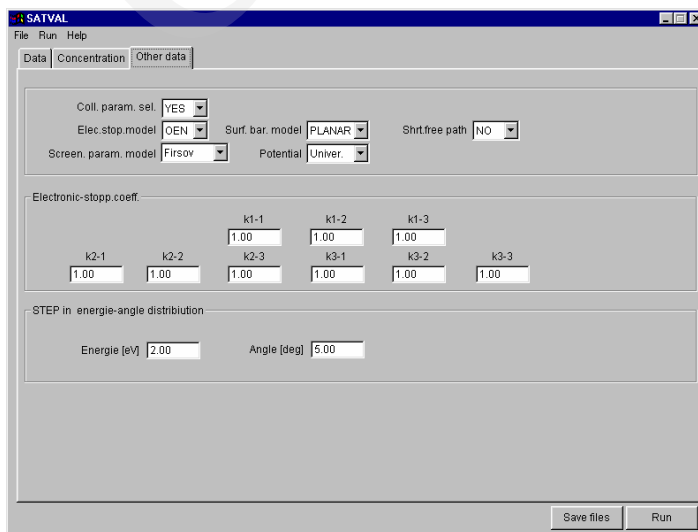 SATVAL
File Run Help
Data Concentration Other data
Coll. param. sel. YES
Elec.stop.model OEN Surf. bar. model PLANAR Shrt.free path NO
Screen. param. model Firsov Potential Univer.
Electronic-stopp.coeff.
k1-1 k1-2 k1-3
1.00 1.00 1.00
k2-1 k2-2 k2-3 k3-1 k3-2 k3-3
1.00 1.00 1.00 1.00 1.00 1.00
STEP in energie-angle distribiution
Energie [eV] 2.00 Angle [deg] 5.00
Save files Run